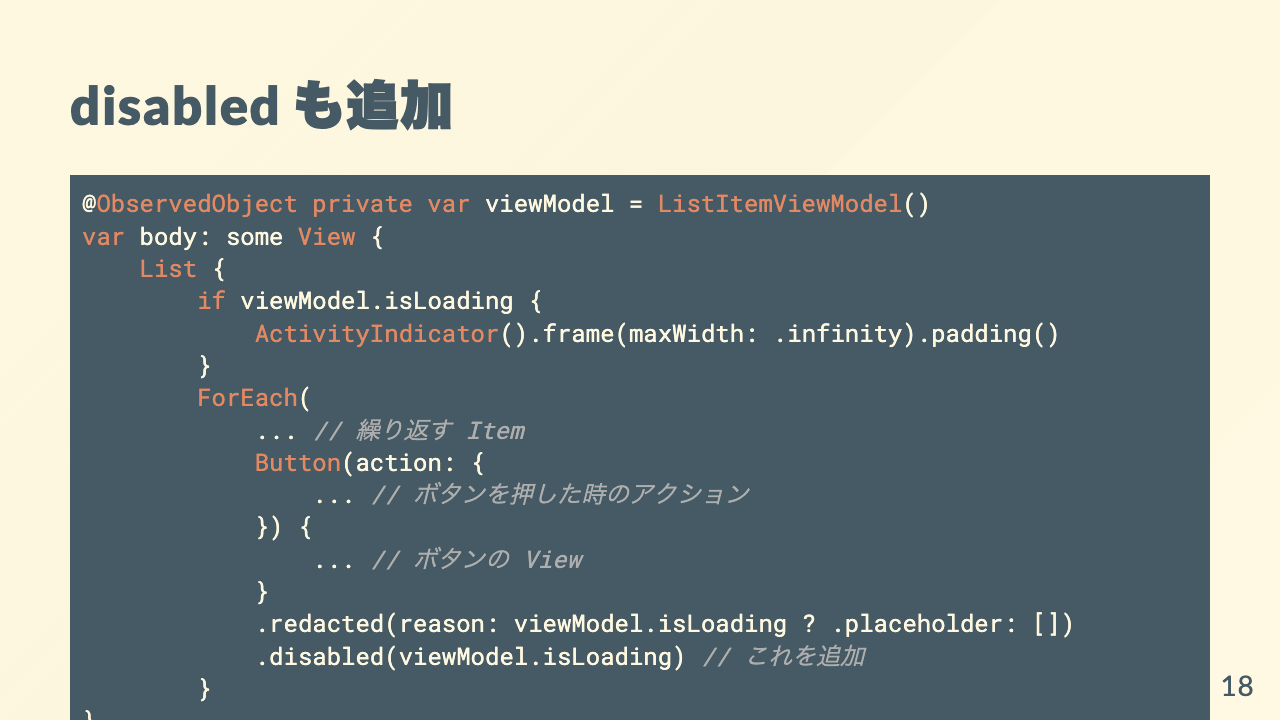 disabled も追加
@ObservedObject private var viewModel = ListItemViewModel()
var body: some View {
    List {
        if viewModel.isLoading {
            ActivityIndicator().frame(maxWidth: .infinity).padding()
        }
        ForEach(
            ... // 繰り返す Item
            Button(action: {
                ... // ボタンを押した時のアクション
            }) {
                ... // ボタンの View
            }
            .redacted(reason: viewModel.isLoading ? .placeholder: [])
            .disabled(viewModel.isLoading) // これを追加
        }
}
18